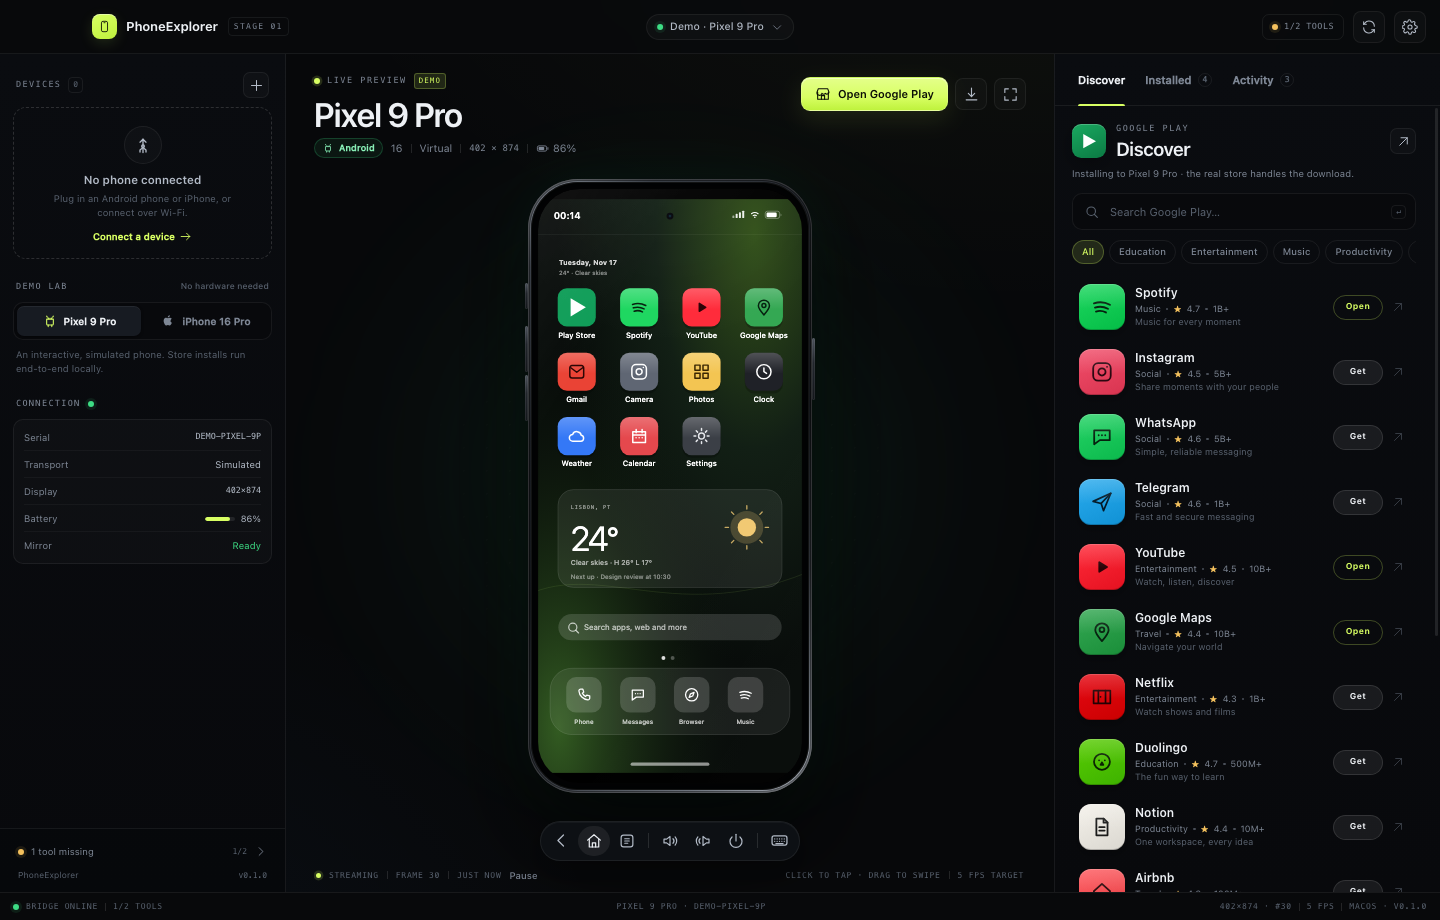 PhoneExplorer STAGE 01
Demo · Pixel 9 Pro
1/2 TOOLS
DEVICES 0
No phone connected
Plug in an Android phone or iPhone, or
connect over Wi-Fi.
Connect a device →
DEMO LAB No hardware needed
Pixel 9 Pro iPhone 16 Pro
An interactive, simulated phone. Store installs run
end-to-end locally.
CONNECTION
Serial DEMO-PIXEL-9P
Transport Simulated
Display 402×874
Battery 86%
Mirror Ready
1 tool missing 1/2
PhoneExplorer v0.1.0
LIVE PREVIEW DEMO
Pixel 9 Pro
Android 16 Virtual 402 × 874 86%
Open Google Play
00:14
Tuesday, Nov 17
24° · Clear skies
Play Store Spotify YouTube Google Maps
Gmail Camera Photos Clock
Weather Calendar Settings
LISBON, PT
24°
Clear skies · H 26° L 17°
Next up · Design review at 10:30
Search apps, web and more
Phone Messages Browser Music
STREAMING FRAME 30 JUST NOW Pause
CLICK TO TAP · DRAG TO SWIPE 5 FPS TARGET
Discover Installed 4 Activity 3
GOOGLE PLAY
Discover
Installing to Pixel 9 Pro · the real store handles the download.
Search Google Play…
All Education Entertainment Music Productivity
Spotify
Music · ★ 4.7 · 1B+
Music for every moment
Open
Instagram
Social · ★ 4.5 · 5B+
Share moments with your people
Get
WhatsApp
Social · ★ 4.6 · 5B+
Simple, reliable messaging
Get
Telegram
Social · ★ 4.6 · 1B+
Fast and secure messaging
Get
YouTube
Entertainment · ★ 4.5 · 10B+
Watch, listen, discover
Open
Google Maps
Travel · ★ 4.4 · 10B+
Navigate your world
Open
Netflix
Entertainment · ★ 4.3 · 1B+
Watch shows and films
Get
Duolingo
Education · ★ 4.7 · 500M+
The fun way to learn
Get
Notion
Productivity · ★ 4.4 · 10M+
One workspace, every idea
Get
Airbnb
Get
BRIDGE ONLINE 1/2 TOOLS
PIXEL 9 PRO · DEMO-PIXEL-9P
402×874 · #30 5 FPS MACOS · V0.1.0